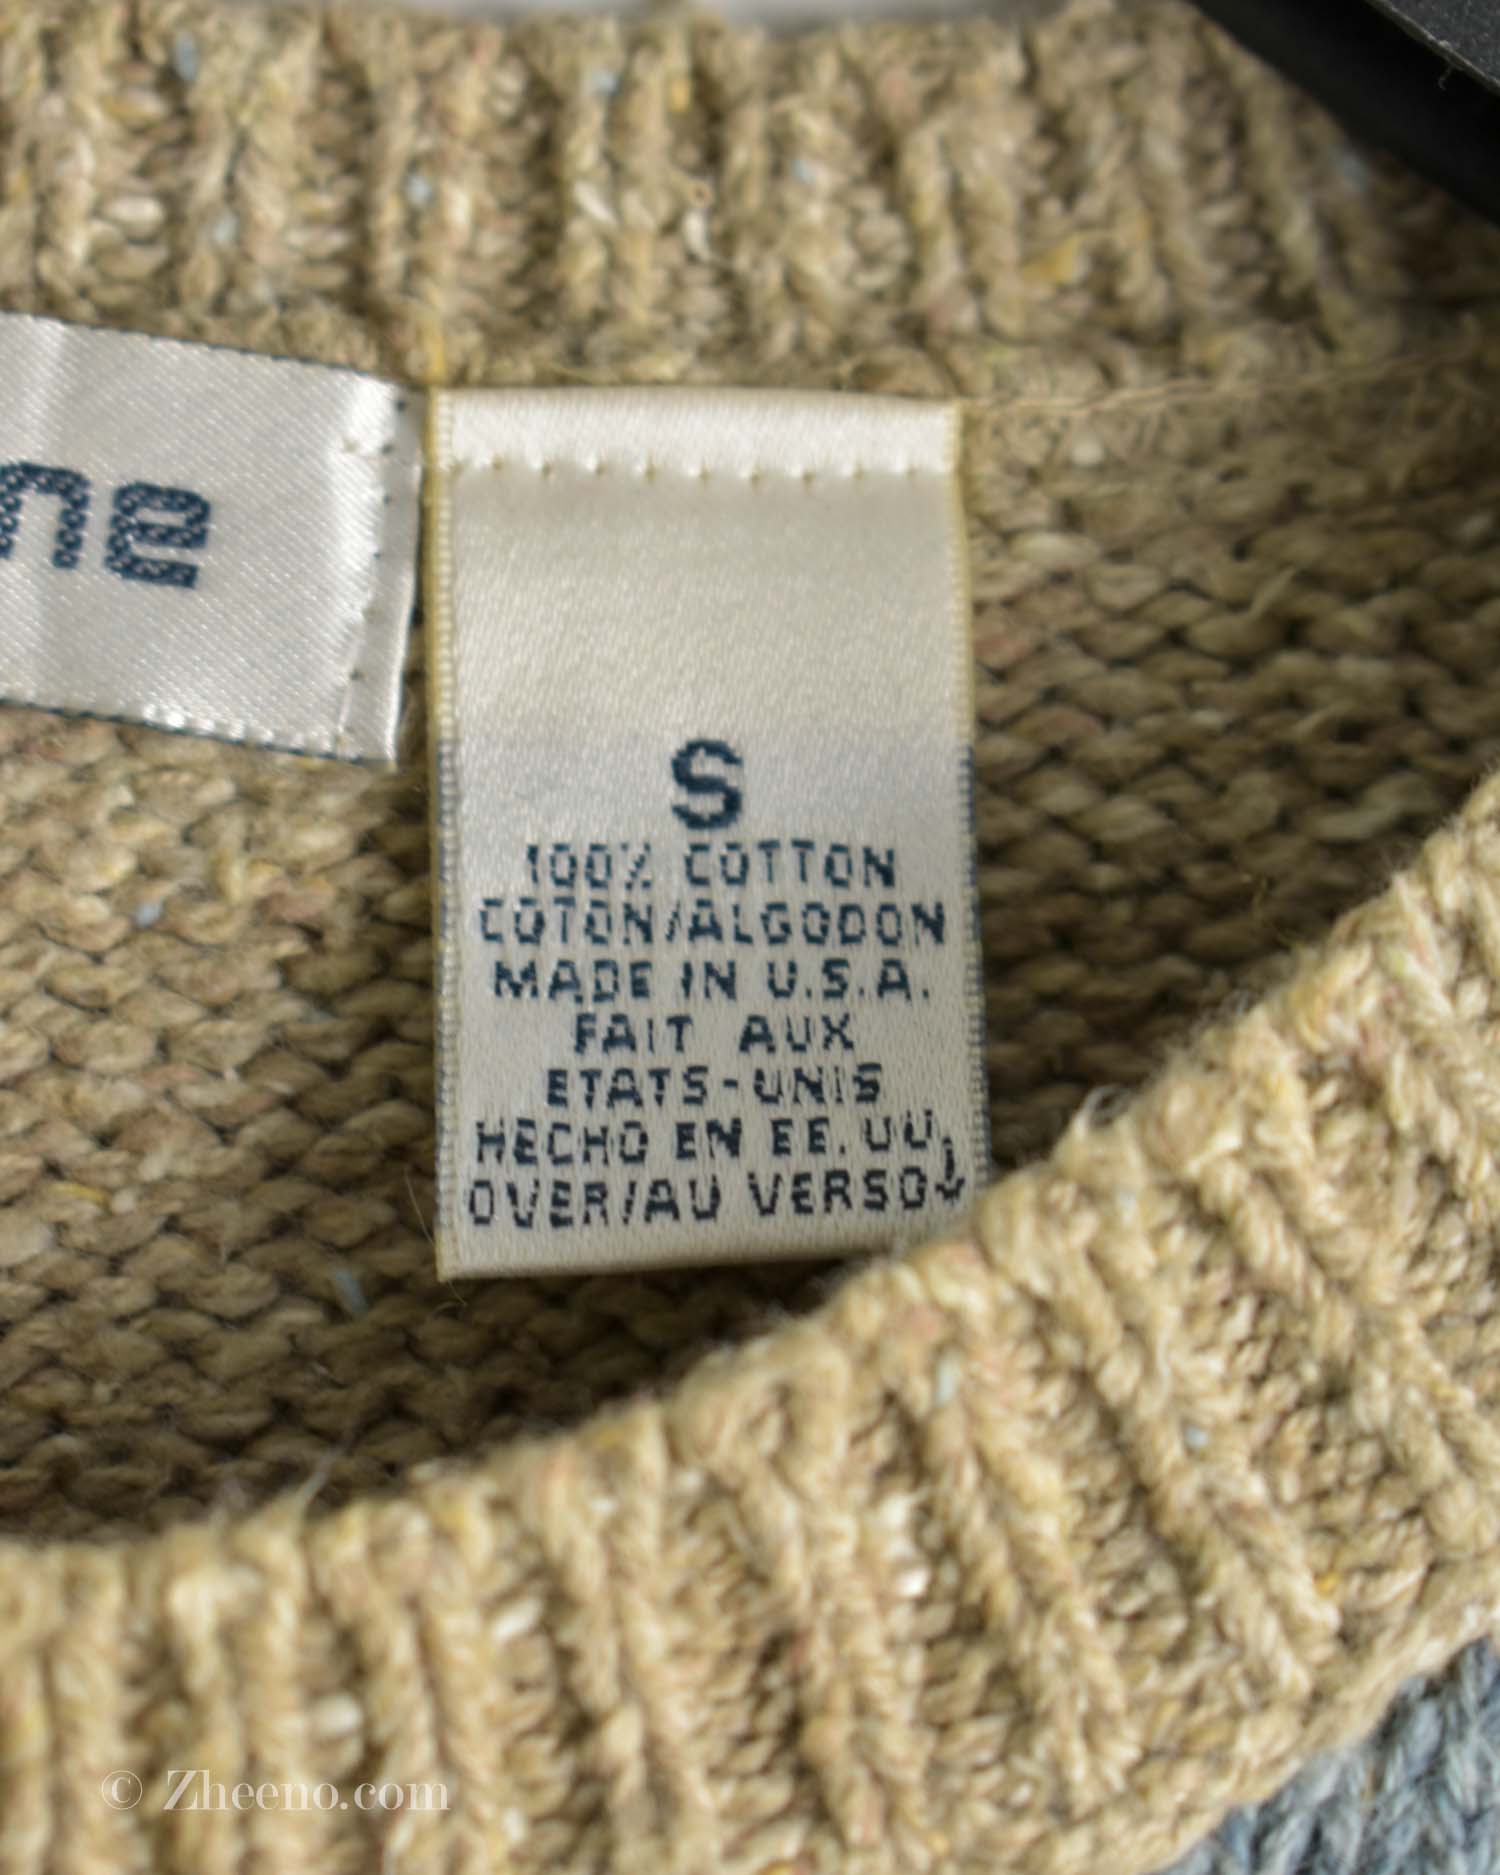 ne
S
100% COTTON
COTON/ALGODON
MADE IN U.S.A.
FAIT AUX
ETATS-UNIS
HECHO EN EE. UU.
OVER/AU VERSO↓
© Zheeno.com